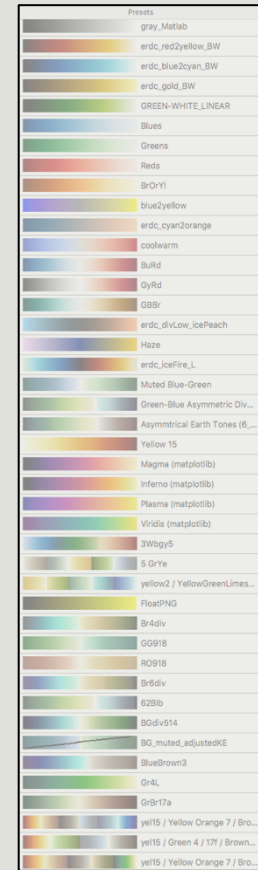 Presets
gray_Matlab
erdc_red2yellow_BW
erdc_blue2cyan_BW
erdc_gold_BW
GREEN-WHITE_LINEAR
Blues
Greens
Reds
BrOrYl
blue2yellow
erdc_cyan2orange
coolwarm
BuRd
GyRd
GBBr
erdc_divLow_icePeach
Haze
erdc_iceFire_L
Muted Blue-Green
Green-Blue Asymmetric Div...
Asymmtrical Earth Tones (6_...
Yellow 15
Magma (matplotlib)
Inferno (matplotlib)
Plasma (matplotlib)
Viridis (matplotlib)
3Wbgy5
5 GrYe
yellow2 / YellowGreenLimes...
FloatPNG
Br4div
GG918
RO918
Br6div
62Blb
BGdiv514
BG_muted_adjustedKE
BlueBrown3
Gr4L
GrBr17a
yel15 / Yellow Orange 7 / Bro...
yel15 / Green 4 / 17f / Brown...
yel15 / Yellow Orange 7 / Bro...